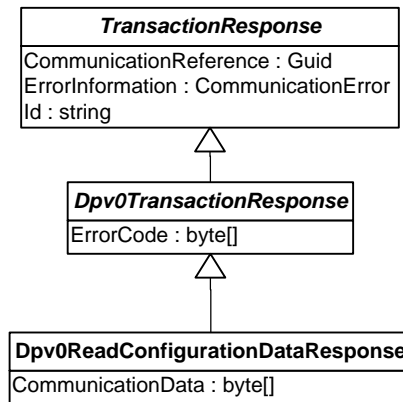 TransactionResponse
CommunicationReference : Guid
ErrorInformation : CommunicationError
Id : string
Dpv0TransactionResponse
ErrorCode : byte[]
Dpv0ReadConfigurationDataResponse
CommunicationData : byte[]